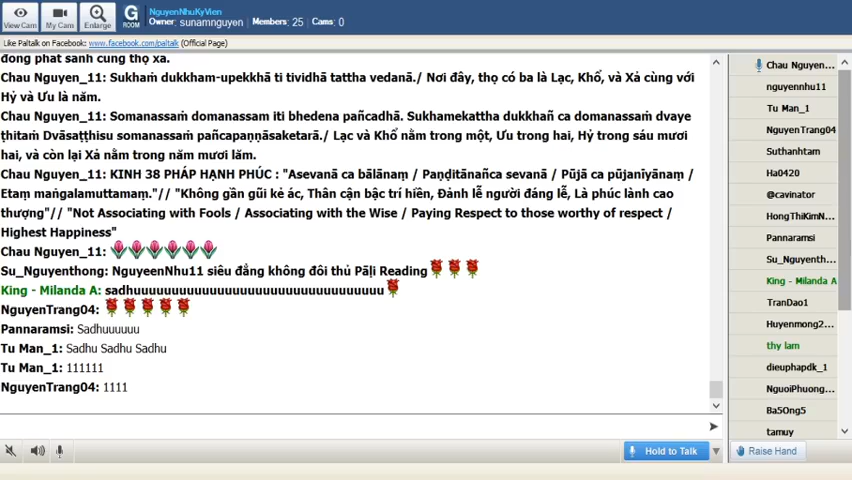 NguyenNhuKyVien
Owner: sunamnguyen Members: 25 Cams: 0
View Cam My Cam Enlarge G ROOM
Like Paltalk on Facebook: www.facebook.com/paltalk (Official Page)
đồng phát sanh cùng thọ xả.
Chau Nguyen_11: Sukhaṁ dukkham-upekkhā ti tividhā tattha vedanā./ Nơi đây, thọ có ba là Lạc, Khổ, và Xả cùng với
Hỷ và Ưu là năm.
Chau Nguyen_11: Somanassaṁ domanassam iti bhedena pañcadhā. Sukhamekattha dukkhañ ca domanassaṁ dvaye
ṭhitaṁ Dvāsaṭṭhisu somanassaṁ pañcapaṇṇāsaketarā./ Lạc và Khổ nằm trong một, Ưu trong hai, Hỷ trong sáu mươi
hai, và còn lại Xả nằm trong năm mươi lăm.
Chau Nguyen_11: KINH 38 PHÁP HẠNH PHÚC : "Asevanā ca bālānaṃ / Paṇḍitānañca sevanā / Pūjā ca pūjanīyānaṃ /
Etaṃ maṅgalamuttamaṃ."// "Không gần gũi kẻ ác, Thân cận bậc trí hiền, Đảnh lễ người đáng lễ, Là phúc lành cao
thượng"// "Not Associating with Fools / Associating with the Wise / Paying Respect to those worthy of respect /
Highest Happiness"
Chau Nguyen_11:
Su_Nguyenthong: NguyeenNhu11 siêu đẳng không đôi thủ Pāḷi Reading
King - Milanda A: sadhuuuuuuuuuuuuuuuuuuuuuuuuuuuuuuuuu
NguyenTrang04:
Pannaramsi: Sadhuuuuuu
Tu Man_1: Sadhu Sadhu Sadhu
Tu Man_1: 111111
NguyenTrang04: 1111
Chau Nguyen...
nguyennhu11
Tu Man_1
NguyenTrang04
Suthanhtam
Ha0420
@cavinator
HongThiKimN...
Pannaramsi
Su_Nguyenth...
King - Milanda A
TranDao1
Huyenmong2...
thy lam
dieuphapdk_1
NguoiPhuong...
Ba5Ong5
tamuy
Hold to Talk
Raise Hand